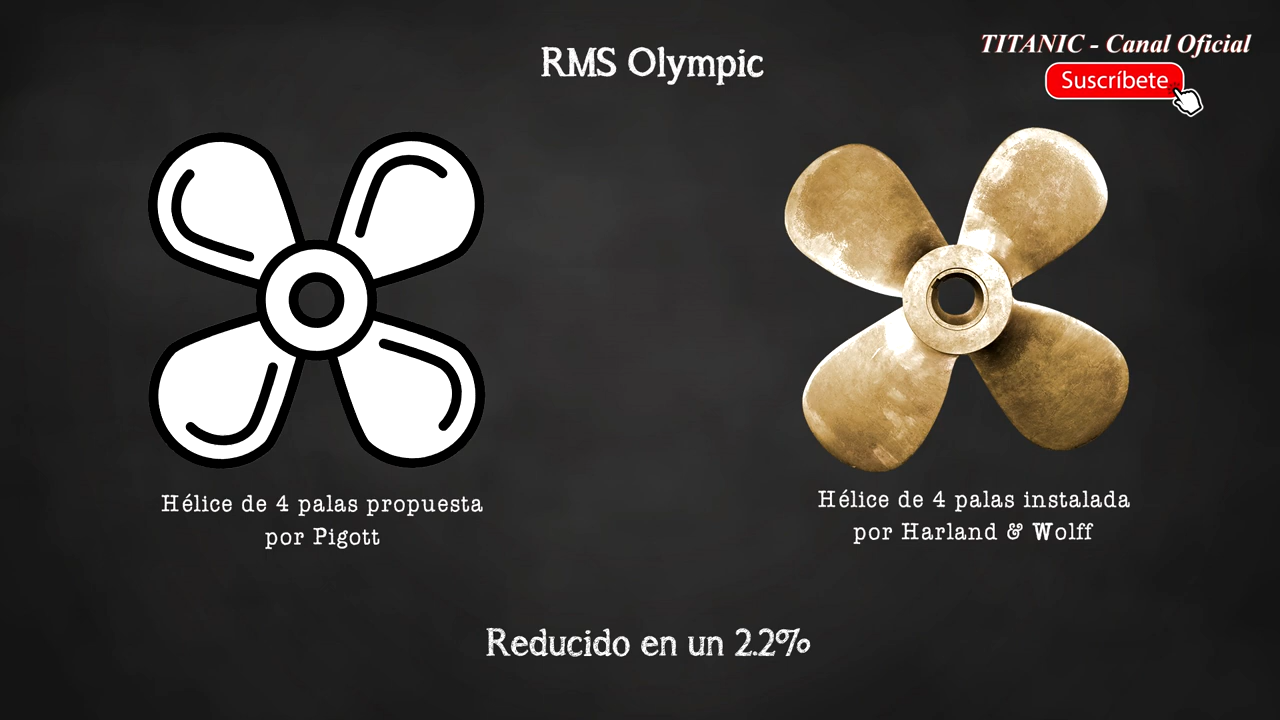 RMS Olympic
TITANIC - Canal Oficial
Suscríbete
Hélice de 4 palas propuesta
por Pigott
Hélice de 4 palas instalada
por Harland & Wolff
Reducido en un 2.2%